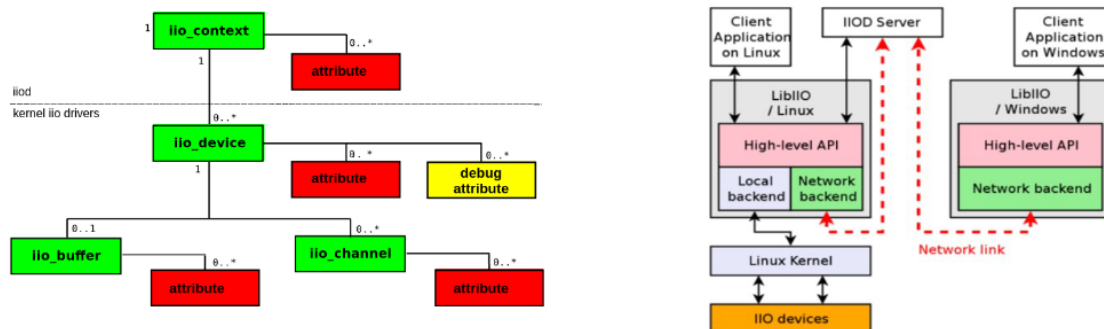 1
iio_context
0..*
1
attribute
iiod
kernel iio drivers
0..*
iio_device
0..*
0..*
1
attribute
debug
attribute
0..1
0..*
iio_buffer
0..*
iio_channel
0..*
attribute
attribute
Client
Application
on Linux
IIOD Server
Client
Application
on Windows
LibIIO
/ Linux
LibIIO
/ Windows
High-level API
High-level API
Local
backend
Network
backend
Network backend
Network link
Linux Kernel
IIO devices